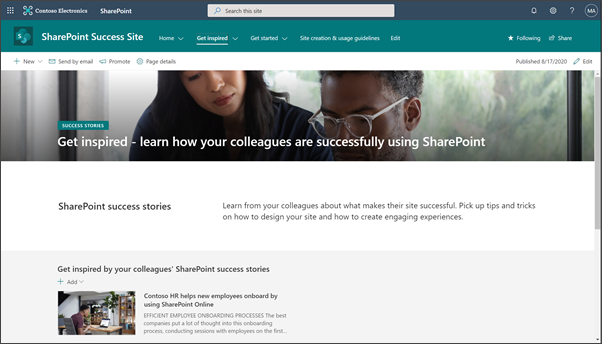 Contoso Electronics SharePoint Search this site ? MA
S SharePoint Success Site Home Get inspired Get started Site creation & usage guidelines Edit Following Share
+ New Send by email Promote Page details Published 8/17/2020 Edit
SUCCESS STORIES
Get inspired - learn how your colleagues are successfully using SharePoint
SharePoint success stories
Learn from your colleagues about what makes their site successful. Pick up tips and tricks
on how to design your site and how to create engaging experiences.
Get inspired by your colleagues' SharePoint success stories
+ Add
Contoso HR helps new employees onboard by
using SharePoint Online
EFFICIENT EMPLOYEE ONBOARDING PROCESSES The best
companies put a lot of thought into this onboarding
process, conducting sessions with employees on the first...